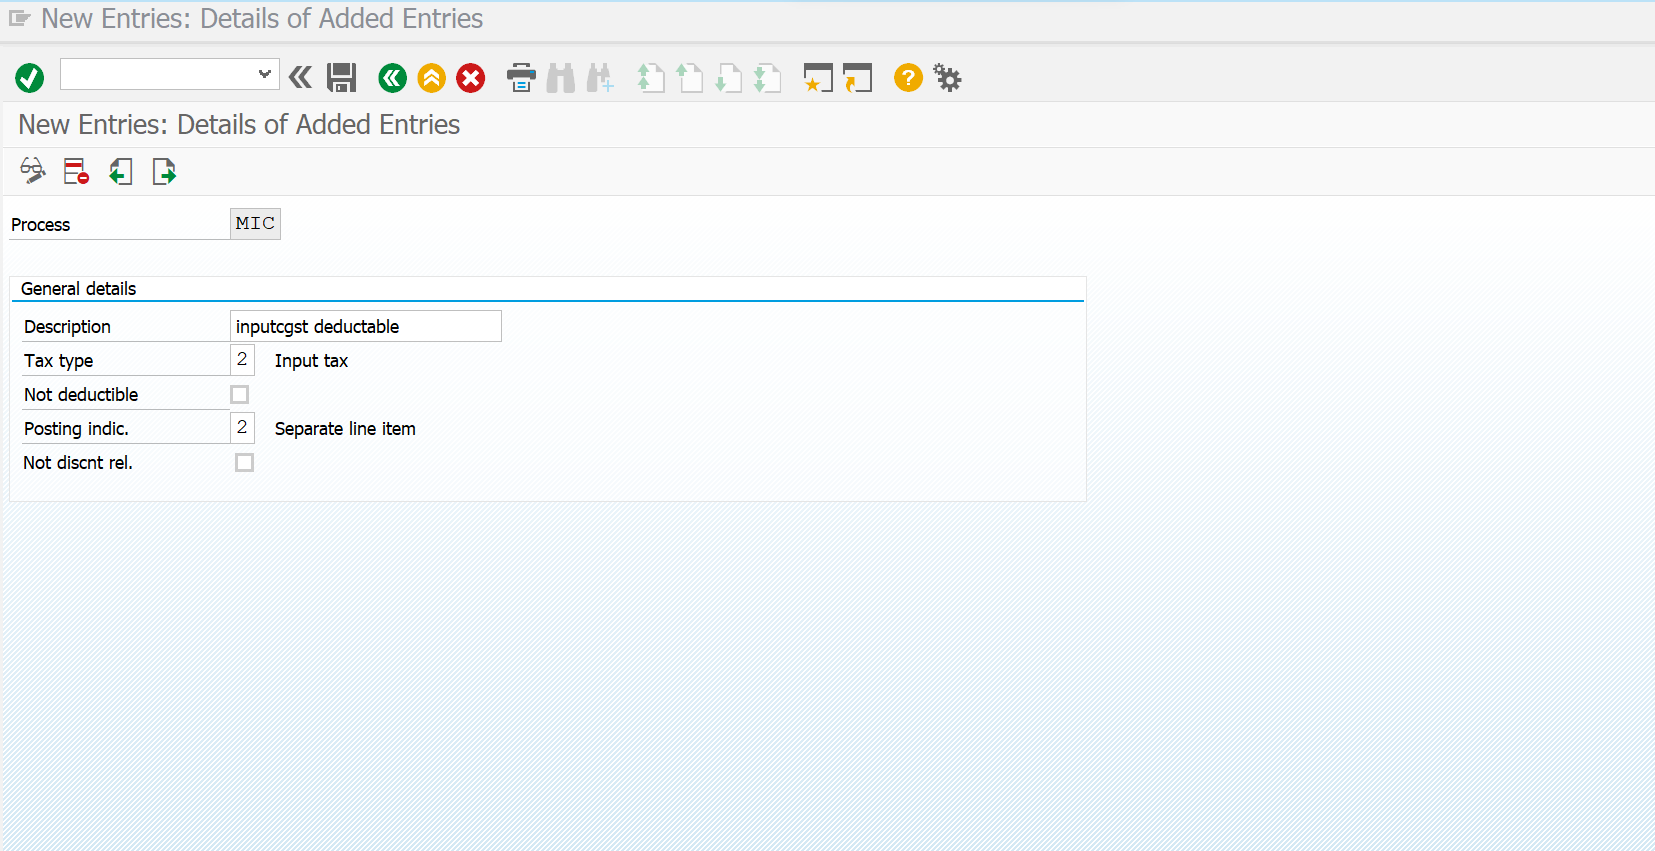 New Entries: Details of Added Entries
New Entries: Details of Added Entries
Process MIC
General details
Description inputcgst deductable
Tax type 2 Input tax
Not deductible
Posting indic. 2 Separate line item
Not discnt rel.